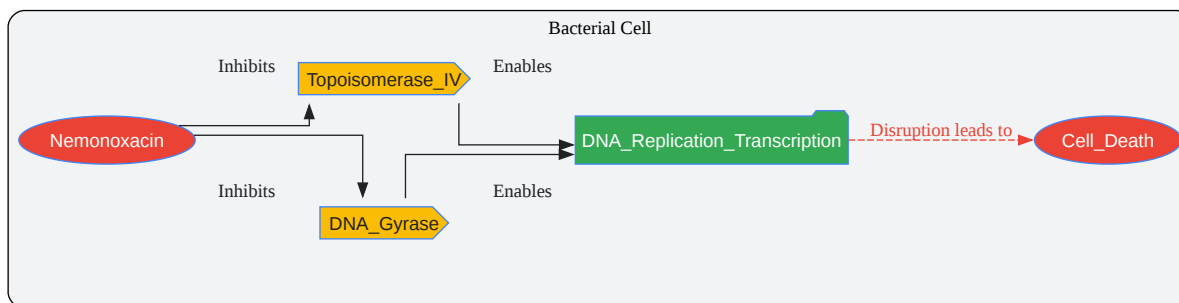 Bacterial Cell
Inhibits
Enables
Topoisomerase_IV
Nemonoxacin
DNA_Replication_Transcription
Disruption leads to
Cell_Death
Inhibits
Enables
DNA_Gyrase